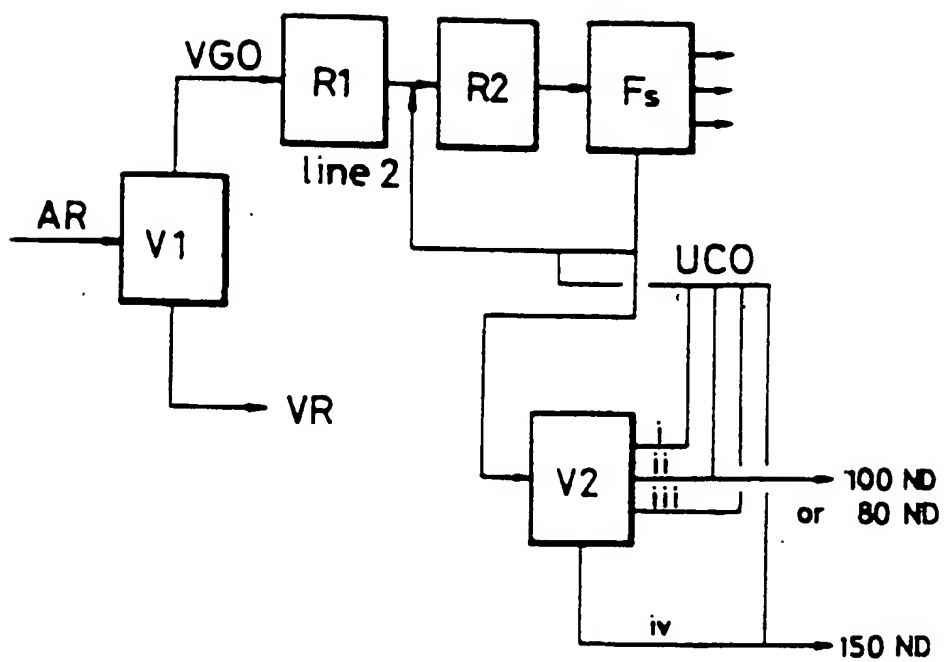 VGO
R1
R2
Fs
line 2
AR
V1
UCO
VR
V2
i
ii
iii
100 ND
or 80 ND
iv
150 ND